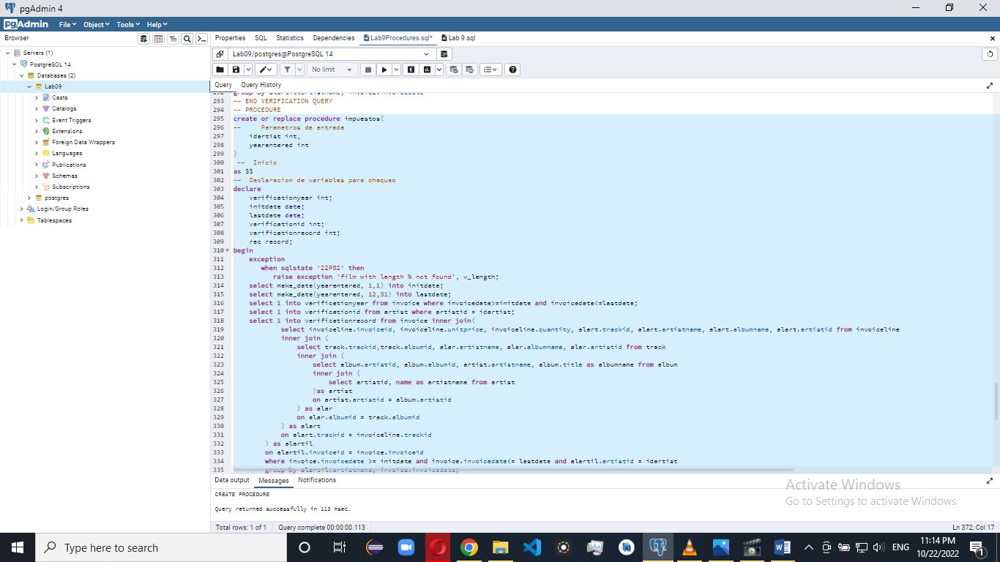 pgAdmin 4
pgAdmin File Object Tools Help
Browser
Properties SQL Statistics Dependencies Lab9Procedures.sql* Lab 9.sql
Servers (1)
PostgreSQL 14
Databases (2)
Lab09
Casts
Catalogs
Event Triggers
Extensions
Foreign Data Wrappers
Languages
Publications
Schemas
Subscriptions
postgres
Login/Group Roles
Tablespaces
Lab09/postgres@PostgreSQL 14
No limit
Query Query History
292 group by alartil.artistname, invoice.invoicedate
293 -- END VERIFICATION QUERY
294 -- PROCEDURE
295 create or replace procedure impuestos(
296 -- Parametros de entrada
297 idartist int,
298 yearentered int
299 )
300 -- Inicio
301 as $$
302 -- Declaracion de variables para chequeo
303 declare
304 verificationyear int;
305 initdate date;
306 lastdate date;
307 verificationid int;
308 verificationrecord int;
309 rec record;
310 begin
311 exception
312 when sqlstate '22P02' then
313 raise exception 'film with length % not found', v_length;
314 select make_date(yearentered, 1,1) into initdate;
315 select make_date(yearentered, 12,31) into lastdate;
316 select 1 into verificationyear from invoice where invoicedate>=initdate and invoicedate<=lastdate;
317 select 1 into verificationid from artist where artistid = idartist;
318 select 1 into verificationrecord from invoice inner join(
319 select invoiceline.invoiceid, invoiceline.unitprice, invoiceline.quantity, alart.trackid, alart.artistname, alart.albumname, alart.artistid from invoiceline
320 inner join (
321 select track.trackid,track.albumid, alar.artistname, alar.albumname, alar.artistid from track
322 inner join (
323 select album.artistid, album.albumid, artist.artistname, album.title as albumname from album
324 inner join (
325 select artistid, name as artistname from artist
326 )as artist
327 on artist.artistid = album.artistid
328 ) as alar
329 on alar.albumid = track.albumid
330 ) as alart
331 on alart.trackid = invoiceline.trackid
332 ) as alartil
333 on alartil.invoiceid = invoice.invoiceid
334 where invoice.invoicedate >= initdate and invoice.invoicedate<= lastdate and alartil.artistid = idartist
335 group by alartil.artistname, invoice.invoicedate;
Data output Messages Notifications
CREATE PROCEDURE
Query returned successfully in 113 msec.
Activate Windows
Go to Settings to activate Windows.
Total rows: 1 of 1 Query complete 00:00:00.113 Ln 372, Col 17
Type here to search
ENG
11:14 PM
10/22/2022
1